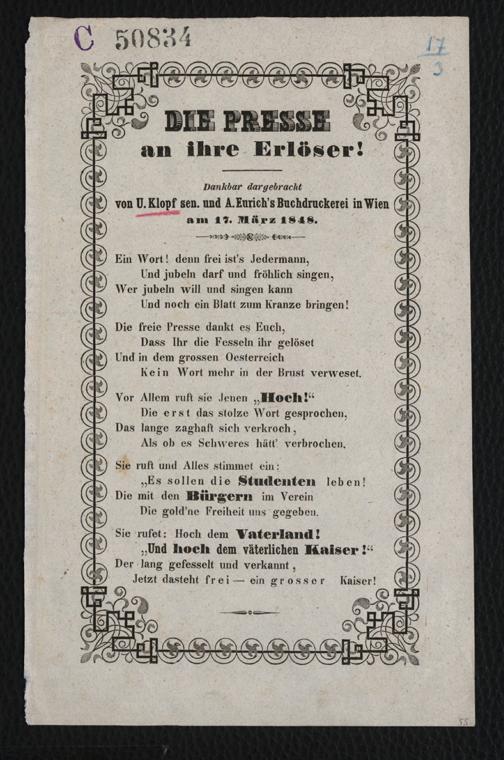 C 50834
17
3
DIE PRESSE
an ihre Erlöser!
Dankbar dargebracht
von U. Klopf sen. und A. Eurich's Buchdruckerei in Wien
am 17. März 1848.
Ein Wort! denn frei ist's Jedermann,
Und jubeln darf und fröhlich singen,
Wer jubeln will und singen kann
Und noch ein Blatt zum Kranze bringen!
Die freie Presse dankt es Euch,
Dass Ihr die Fesseln ihr gelöset
Und in dem grossen Oesterreich
Kein Wort mehr in der Brust verweset.
Vor Allem ruft sie Jenen „Hoch!“
Die erst das stolze Wort gesprochen,
Das lange zaghaft sich verkroch,
Als ob es Schweres hätt' verbrochen.
Sie ruft und Alles stimmet ein:
„Es sollen die Studenten leben!
Die mit den Bürgern im Verein
Die gold'ne Freiheit uns gegeben.
Sie rufet: Hoch dem Vaterland!
„Und hoch dem väterlichen Kaiser!“
Der lang gefesselt und verkannt,
Jetzt dasteht frei — ein grosser Kaiser!
55